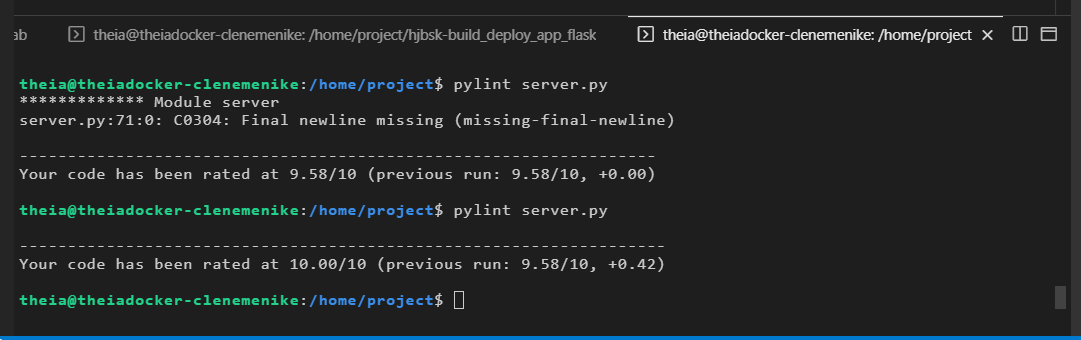 ab
theia@theiadocker-clenemenike: /home/project/hjbsk-build_deploy_app_flask
theia@theiadocker-clenemenike: /home/project
theia@theiadocker-clenemenike:/home/project$ pylint server.py
************* Module server
server.py:71:0: C0304: Final newline missing (missing-final-newline)
------------------------------------------------------------------
Your code has been rated at 9.58/10 (previous run: 9.58/10, +0.00)
theia@theiadocker-clenemenike:/home/project$ pylint server.py
-------------------------------------------------------------------
Your code has been rated at 10.00/10 (previous run: 9.58/10, +0.42)
theia@theiadocker-clenemenike:/home/project$